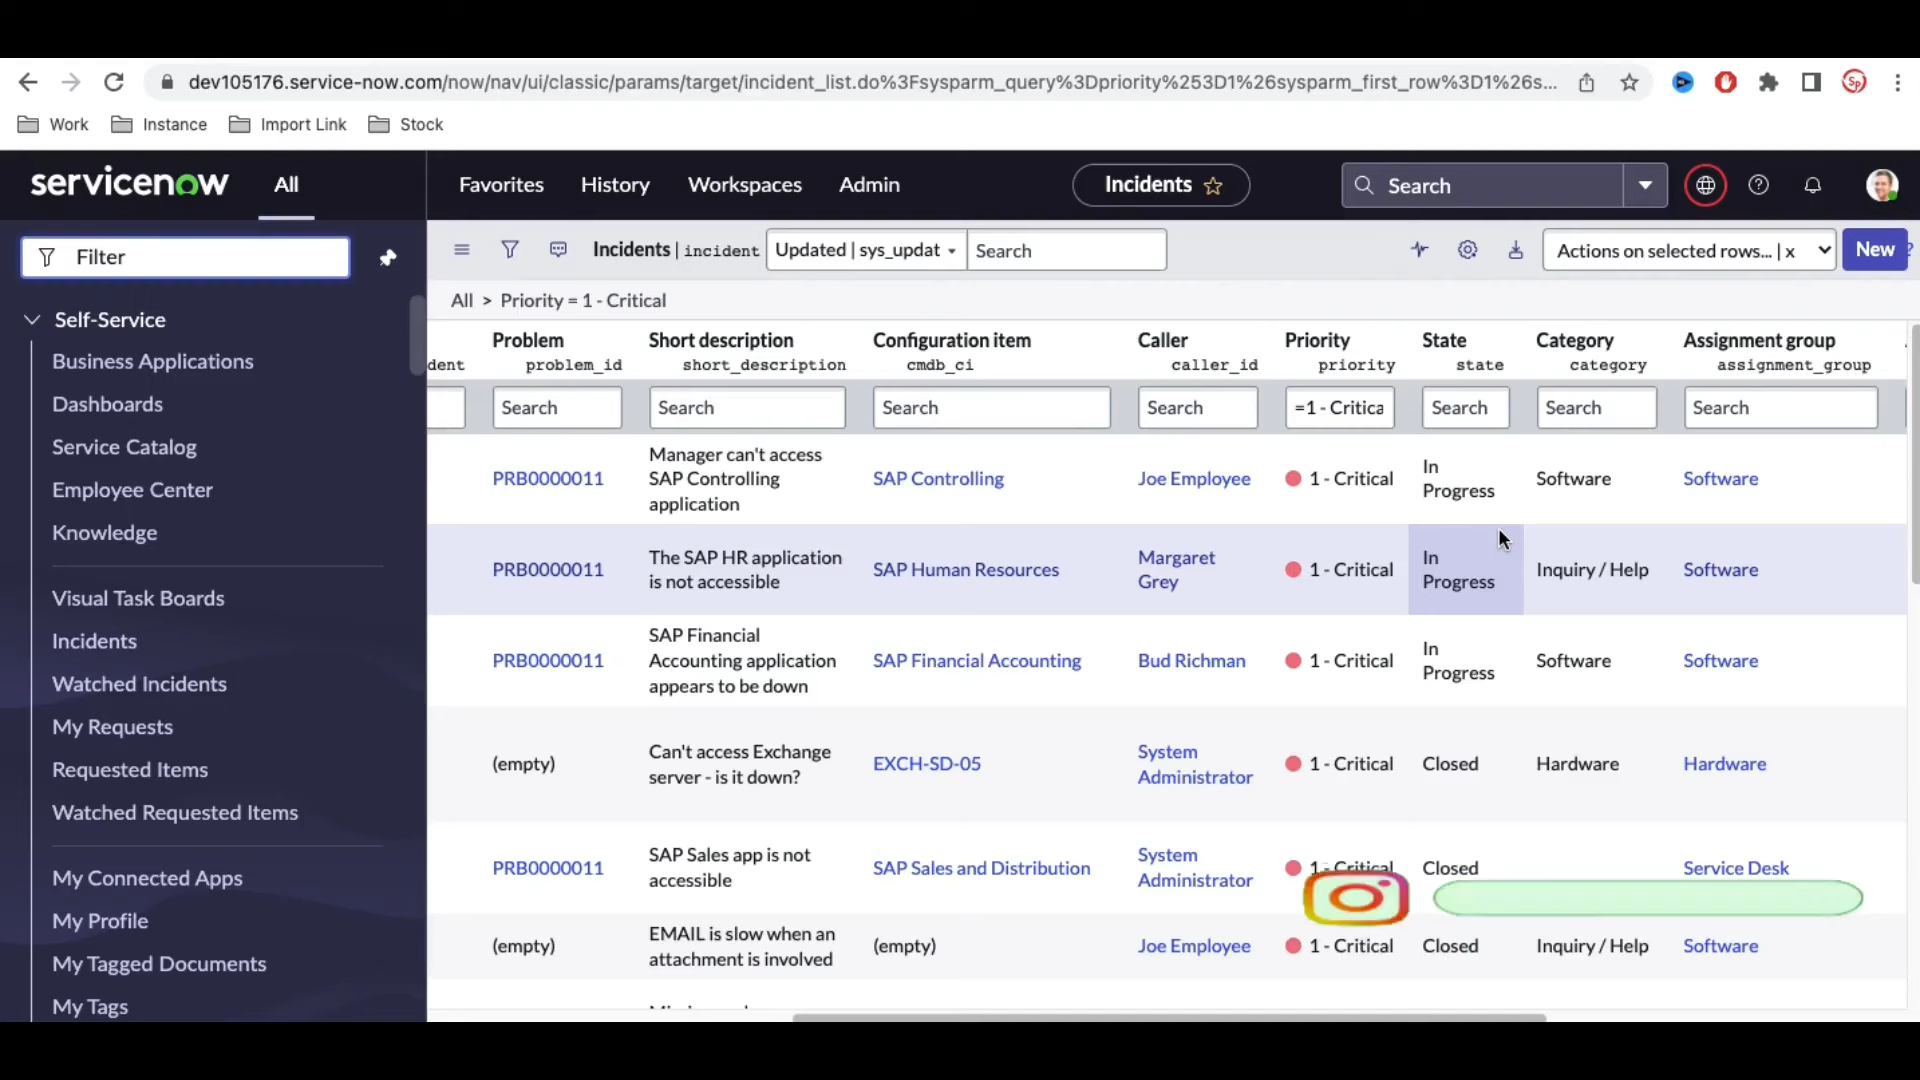 dev105176.service-now.com/now/nav/ui/classic/params/target/incident_list.do%3Fsysparm_query%3Dpriority%253D1%26sysparm_first_row%3D1%26s...
Work Instance Import Link Stock
servicenow All Favorites History Workspaces Admin Incidents Search
Filter
Incidents | incident Updated | sys_updat Search Actions on selected rows... | x New
All > Priority = 1 - Critical
Self-Service
Business Applications
Dashboards
Service Catalog
Employee Center
Knowledge
Visual Task Boards
Incidents
Watched Incidents
My Requests
Requested Items
Watched Requested Items
My Connected Apps
My Profile
My Tagged Documents
My Tags
Problem Short description Configuration item Caller Priority State Category Assignment group
dent problem_id short_description cmdb_ci caller_id priority state category assignment_group
Search Search Search Search =1 - Critica Search Search Search
PRB0000011 Manager can't access SAP Controlling application SAP Controlling Joe Employee 1 - Critical In Progress Software Software
PRB0000011 The SAP HR application is not accessible SAP Human Resources Margaret Grey 1 - Critical In Progress Inquiry / Help Software
PRB0000011 SAP Financial Accounting application appears to be down SAP Financial Accounting Bud Richman 1 - Critical In Progress Software Software
(empty) Can't access Exchange server - is it down? EXCH-SD-05 System Administrator 1 - Critical Closed Hardware Hardware
PRB0000011 SAP Sales app is not accessible SAP Sales and Distribution System Administrator 1 - Critical Closed Service Desk
(empty) EMAIL is slow when an attachment is involved (empty) Joe Employee 1 - Critical Closed Inquiry / Help Software